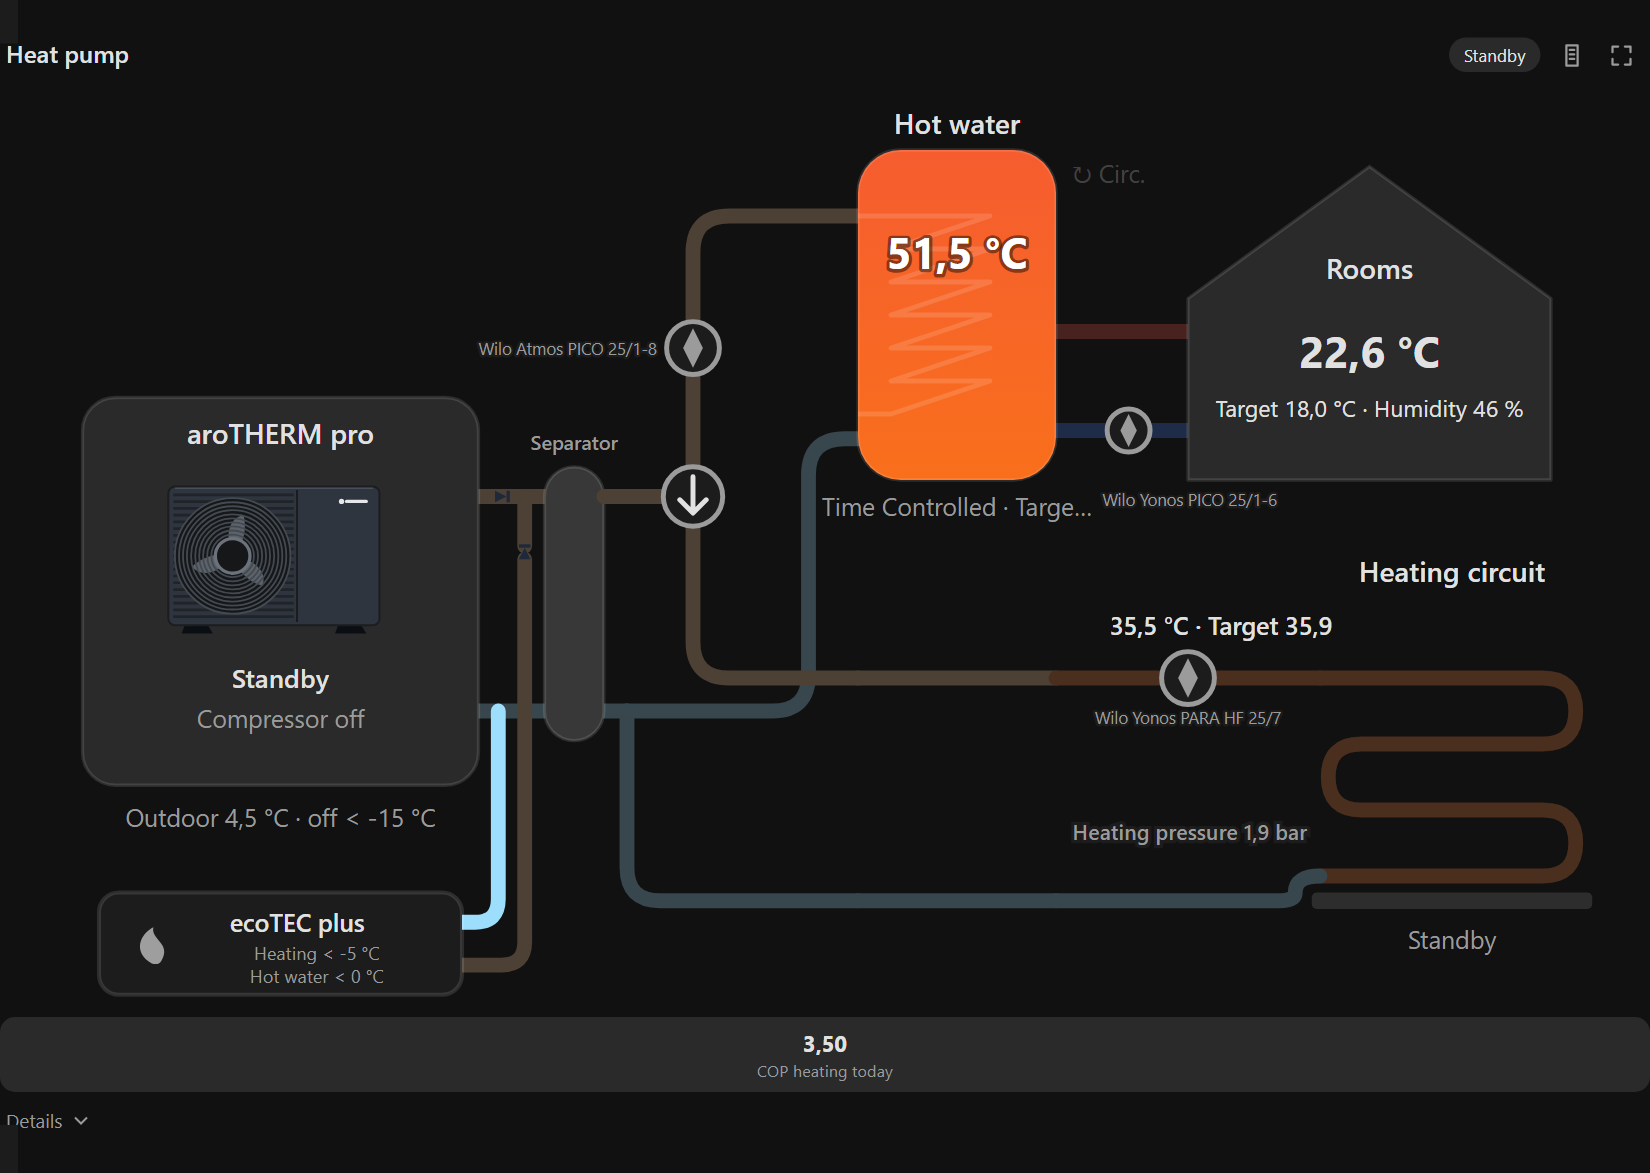 Heat pump
Standby
Hot water
↻ Circ.
51,5 °C
Rooms
22,6 °C
Target 18,0 °C · Humidity 46 %
Wilo Atmos PICO 25/1-8
aroTHERM pro
Separator
Time Controlled · Targe...
Wilo Yonos PICO 25/1-6
Heating circuit
35,5 °C · Target 35,9
Wilo Yonos PARA HF 25/7
Standby
Compressor off
Outdoor 4,5 °C · off < -15 °C
Heating pressure 1,9 bar
ecoTEC plus
Heating < -5 °C
Hot water < 0 °C
Standby
3,50
COP heating today
Details